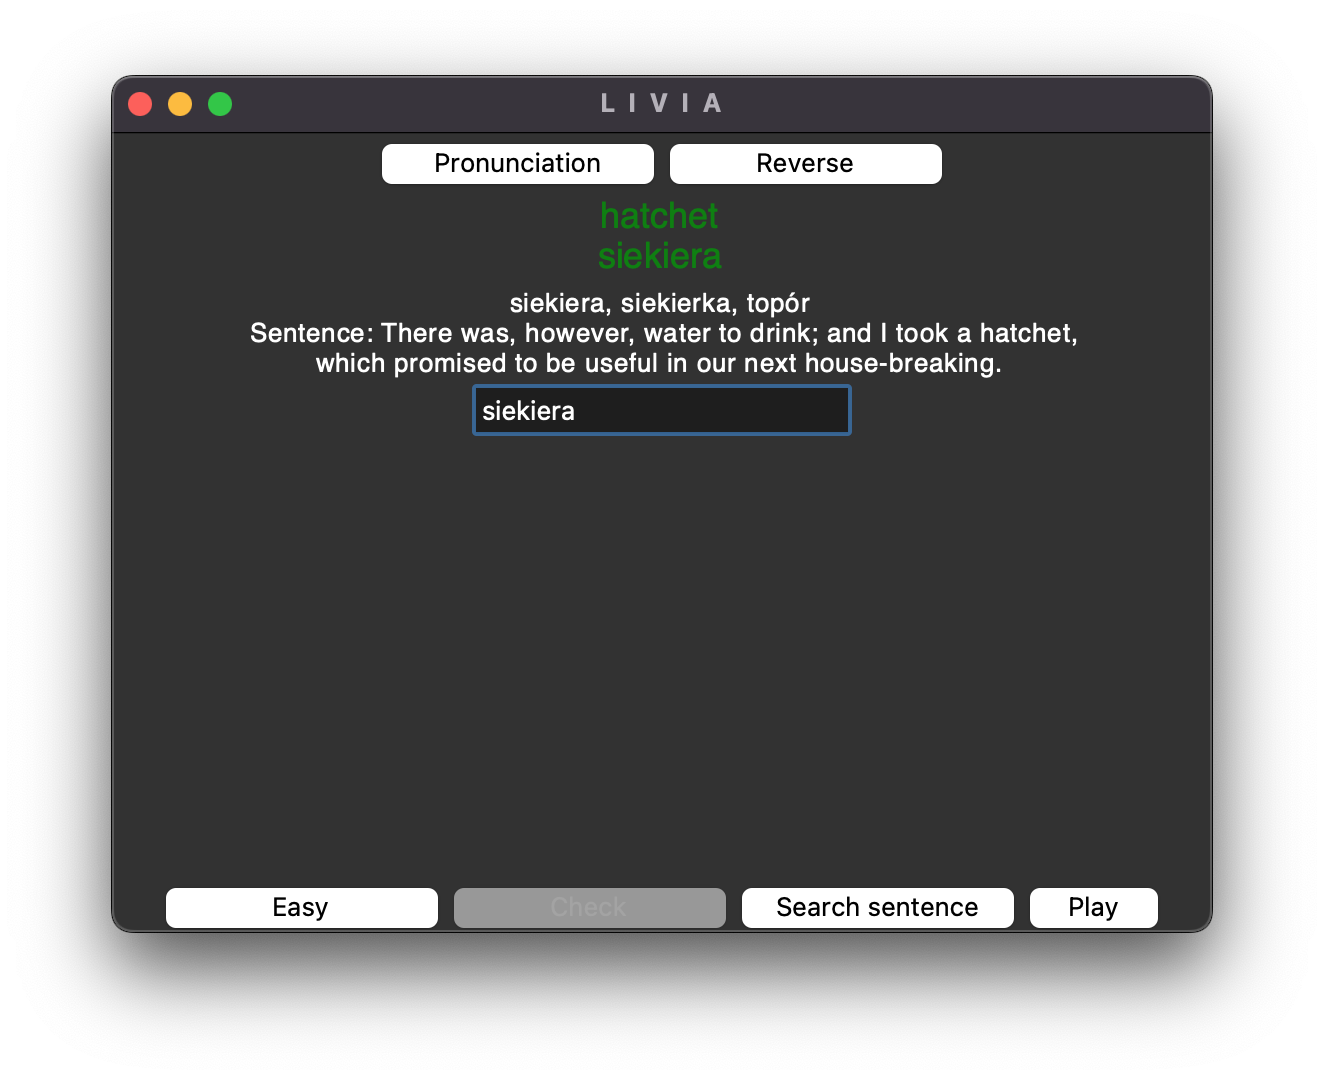 L I V I A
Pronunciation
Reverse
hatchet
siekiera
siekiera, siekierka, topór
Sentence: There was, however, water to drink; and I took a hatchet,
which promised to be useful in our next house-breaking.
siekiera
Easy
Check
Search sentence
Play